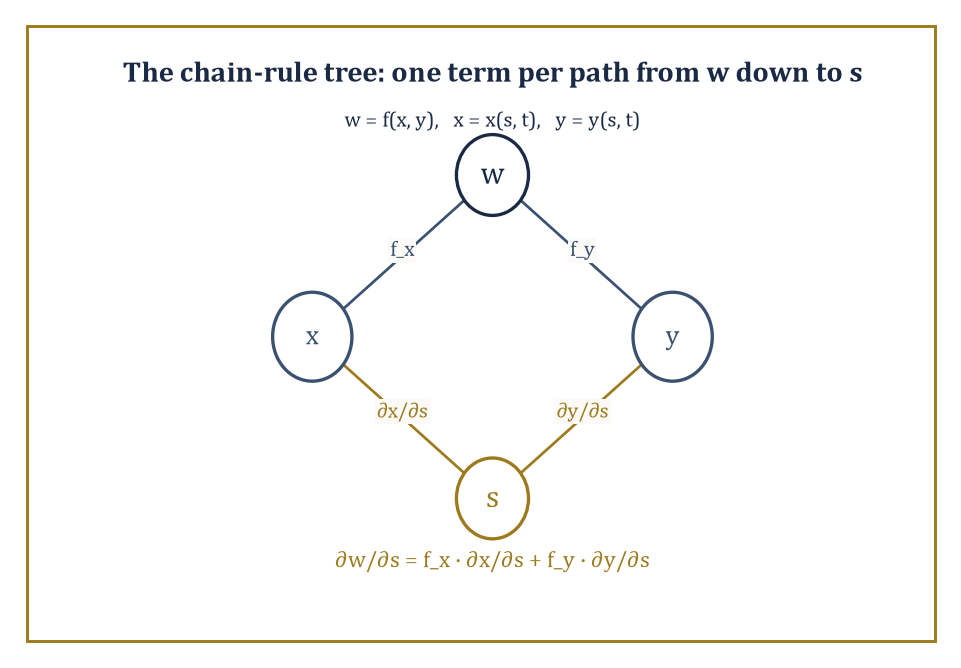 The chain-rule tree: one term per path from w down to s
w = f(x, y),   x = x(s, t),   y = y(s, t)
w
f_x
f_y
x
y
∂x/∂s
∂y/∂s
s
∂w/∂s = f_x · ∂x/∂s + f_y · ∂y/∂s